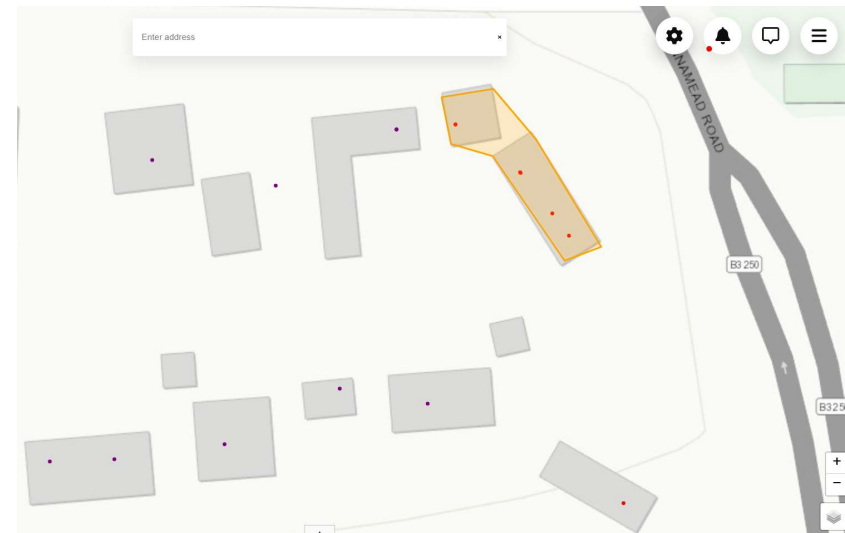 Enter address
×
NAMEAD ROAD
B3 250
B325
+
−